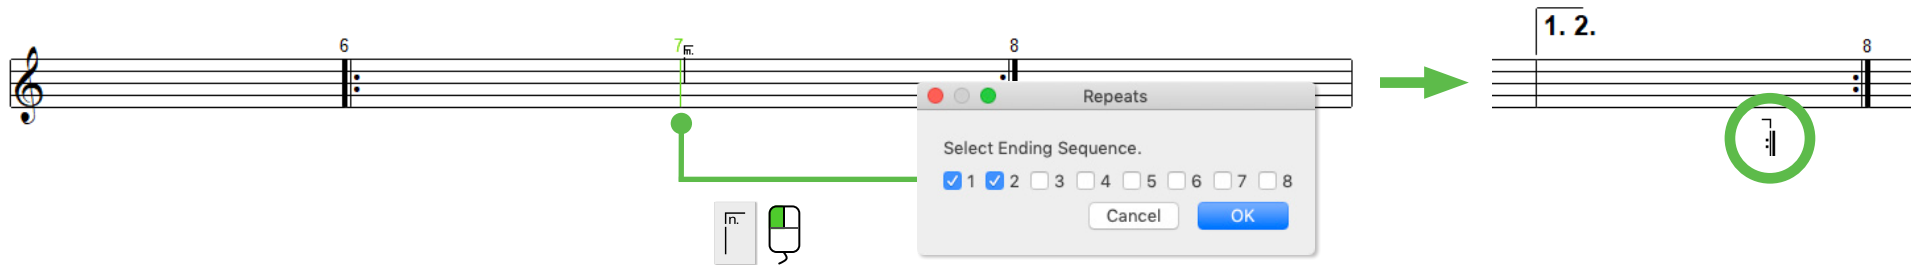 6
7
n.
8
1. 2.
8
Repeats
Select Ending Sequence.
1 2 3 4 5 6 7 8
Cancel OK
n.